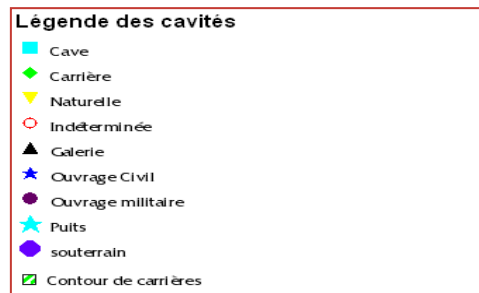 Légende des cavités
Cave
Carrière
Naturelle
Indéterminée
Galerie
Ouvrage Civil
Ouvrage militaire
Puits
souterrain
Contour de carrières